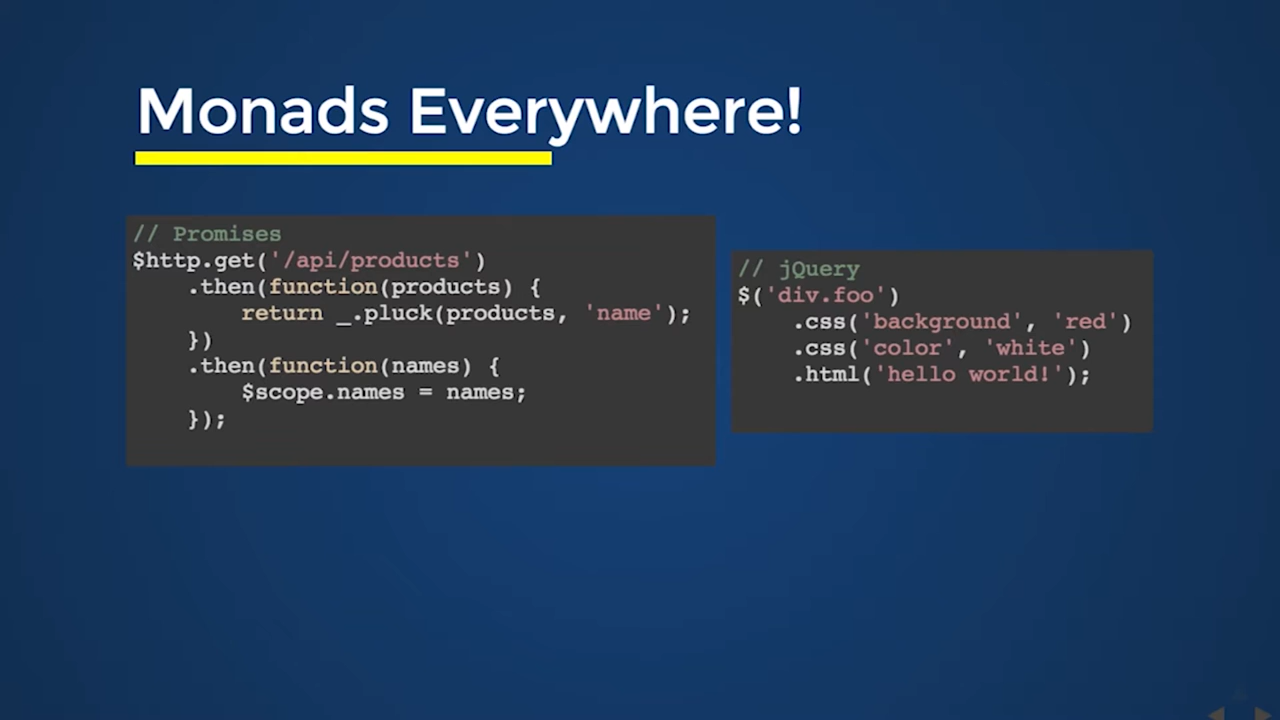 Monads Everywhere!
// Promises
$http.get('/api/products')
    .then(function(products) {
        return _.pluck(products, 'name');
    })
    .then(function(names) {
        $scope.names = names;
    });
// jQuery
$('div.foo')
    .css('background', 'red')
    .css('color', 'white')
    .html('hello world!');